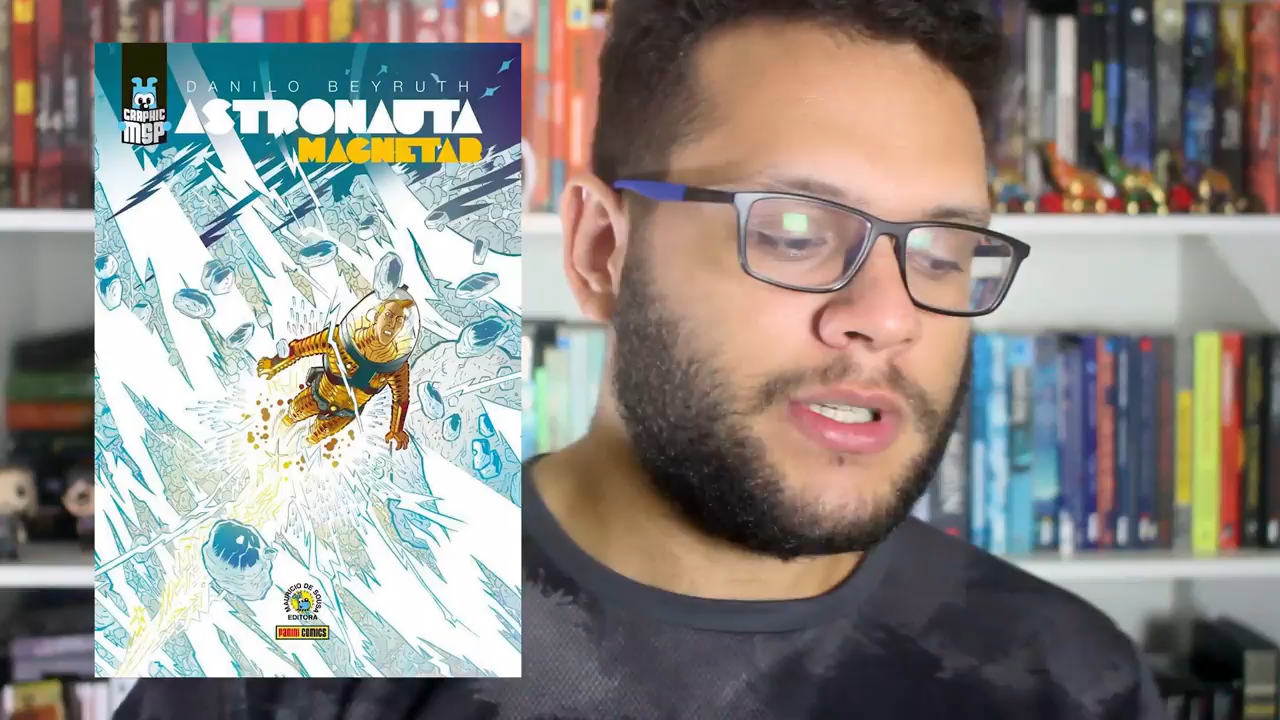 DANILO BEYRUTH
GRAPHIC
MSP
ASTRONAUTA
MAGNETAR
MAURICIO DE SOUSA
EDITORA
PANINI COMICS